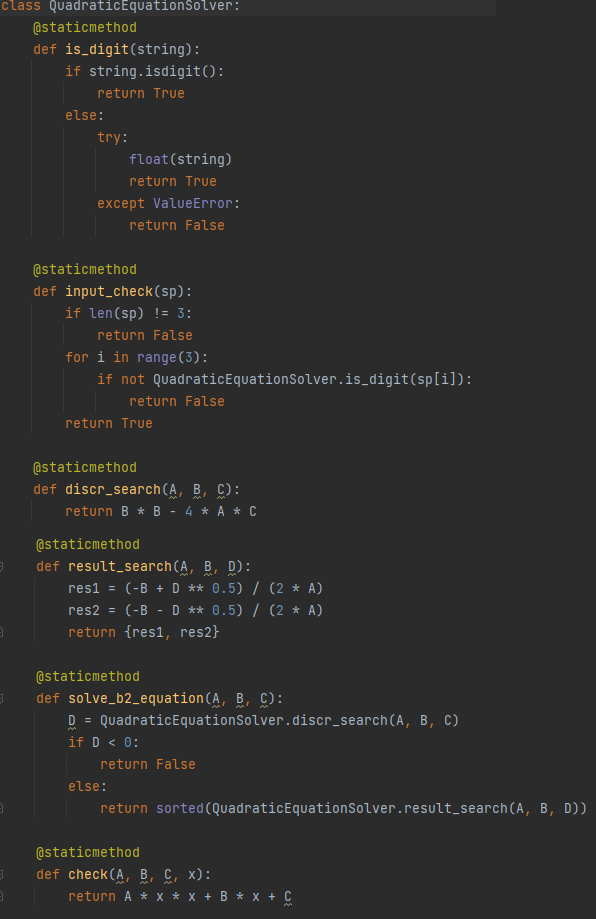 class QuadraticEquationSolver:
    @staticmethod
    def is_digit(string):
        if string.isdigit():
            return True
        else:
            try:
                float(string)
                return True
            except ValueError:
                return False

    @staticmethod
    def input_check(sp):
        if len(sp) != 3:
            return False
        for i in range(3):
            if not QuadraticEquationSolver.is_digit(sp[i]):
                return False
        return True

    @staticmethod
    def discr_search(A, B, C):
        return B * B - 4 * A * C

    @staticmethod
    def result_search(A, B, D):
        res1 = (-B + D ** 0.5) / (2 * A)
        res2 = (-B - D ** 0.5) / (2 * A)
        return {res1, res2}

    @staticmethod
    def solve_b2_equation(A, B, C):
        D = QuadraticEquationSolver.discr_search(A, B, C)
        if D < 0:
            return False
        else:
            return sorted(QuadraticEquationSolver.result_search(A, B, D))

    @staticmethod
    def check(A, B, C, x):
        return A * x * x + B * x + C